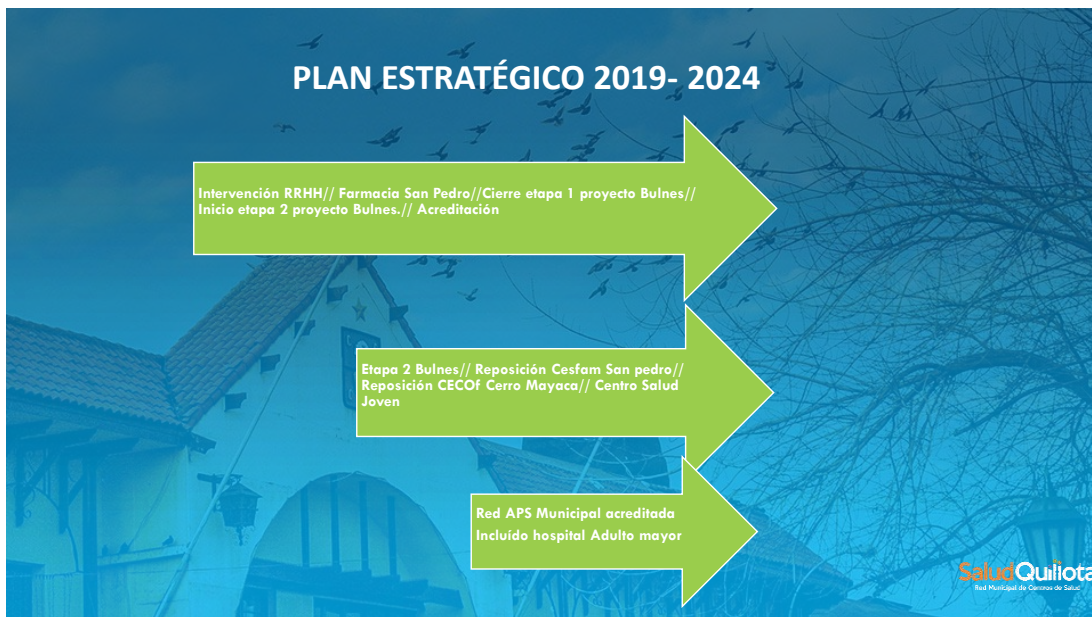 PLAN ESTRATÉGICO 2019- 2024
Intervención RRHH// Farmacia San Pedro//Cierre etapa 1 proyecto Bulnes//
Inicio etapa 2 proyecto Bulnes.// Acreditación
Etapa 2 Bulnes// Reposición Cesfam San pedro//
Reposición CECOf Cerro Mayaca// Centro Salud
Joven
Red APS Municipal acreditada
Incluído hospital Adulto mayor
SaludQuillota
Red Municipal de Centros de Salud